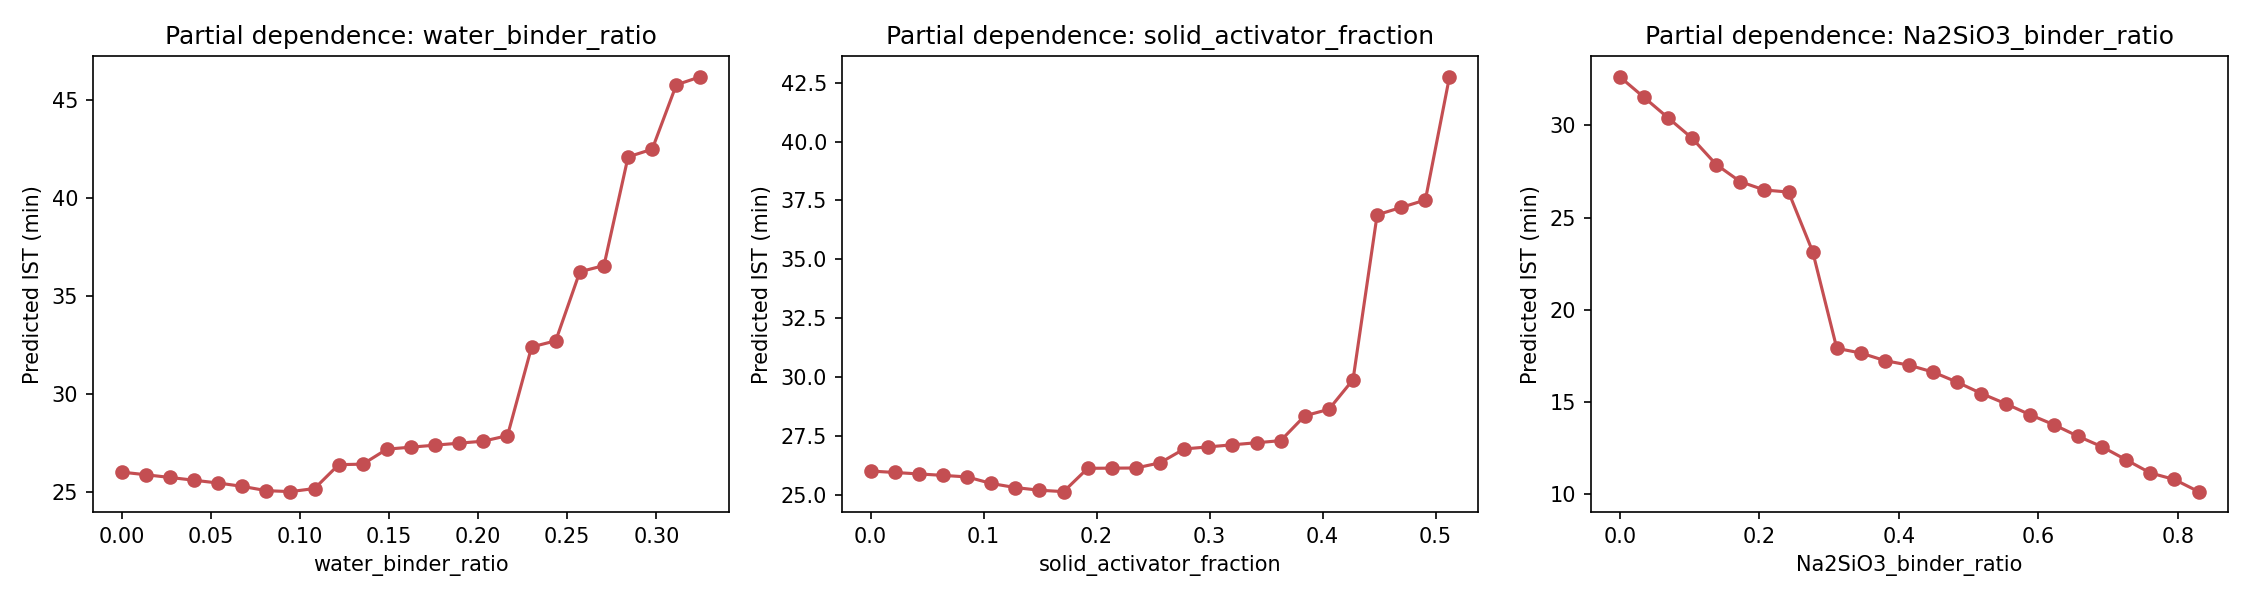 Partial dependence: water_binder_ratio
Predicted IST (min)
45
40
35
30
25
0.00 0.05 0.10 0.15 0.20 0.25 0.30
water_binder_ratio
Partial dependence: solid_activator_fraction
Predicted IST (min)
42.5
40.0
37.5
35.0
32.5
30.0
27.5
25.0
0.0 0.1 0.2 0.3 0.4 0.5
solid_activator_fraction
Partial dependence: Na2SiO3_binder_ratio
Predicted IST (min)
30
25
20
15
10
0.0 0.2 0.4 0.6 0.8
Na2SiO3_binder_ratio